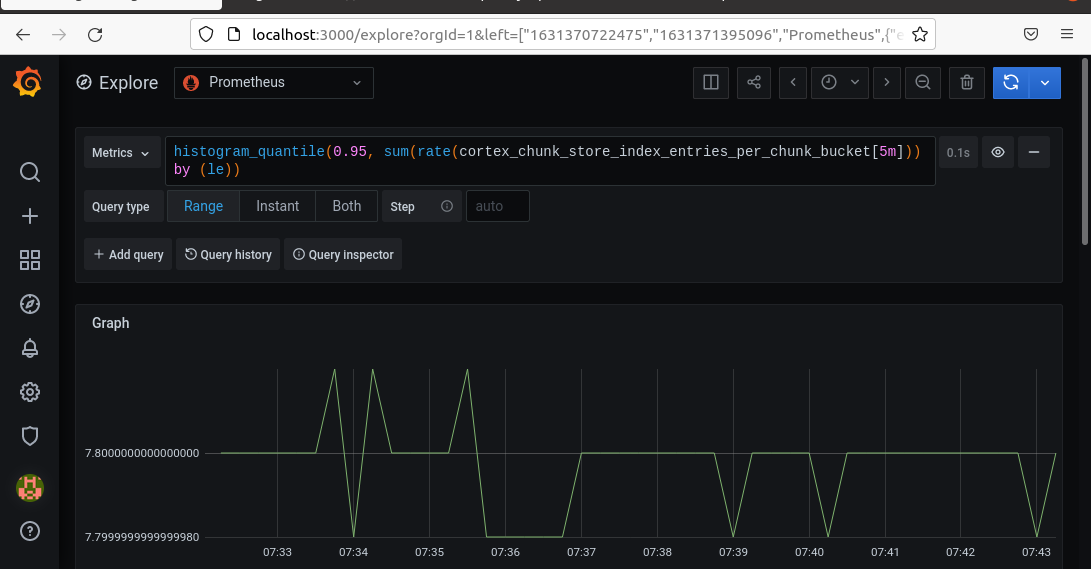 localhost:3000/explore?orgId=1&left=["1631370722475","1631371395096","Prometheus",{"e
Explore
Prometheus
Metrics
histogram_quantile(0.95, sum(rate(cortex_chunk_store_index_entries_per_chunk_bucket[5m]))
by (le))
0.1s
Query type
Range
Instant
Both
Step
auto
+ Add query
Query history
Query inspector
Graph
7.8000000000000000
7.7999999999999980
07:33
07:34
07:35
07:36
07:37
07:38
07:39
07:40
07:41
07:42
07:43